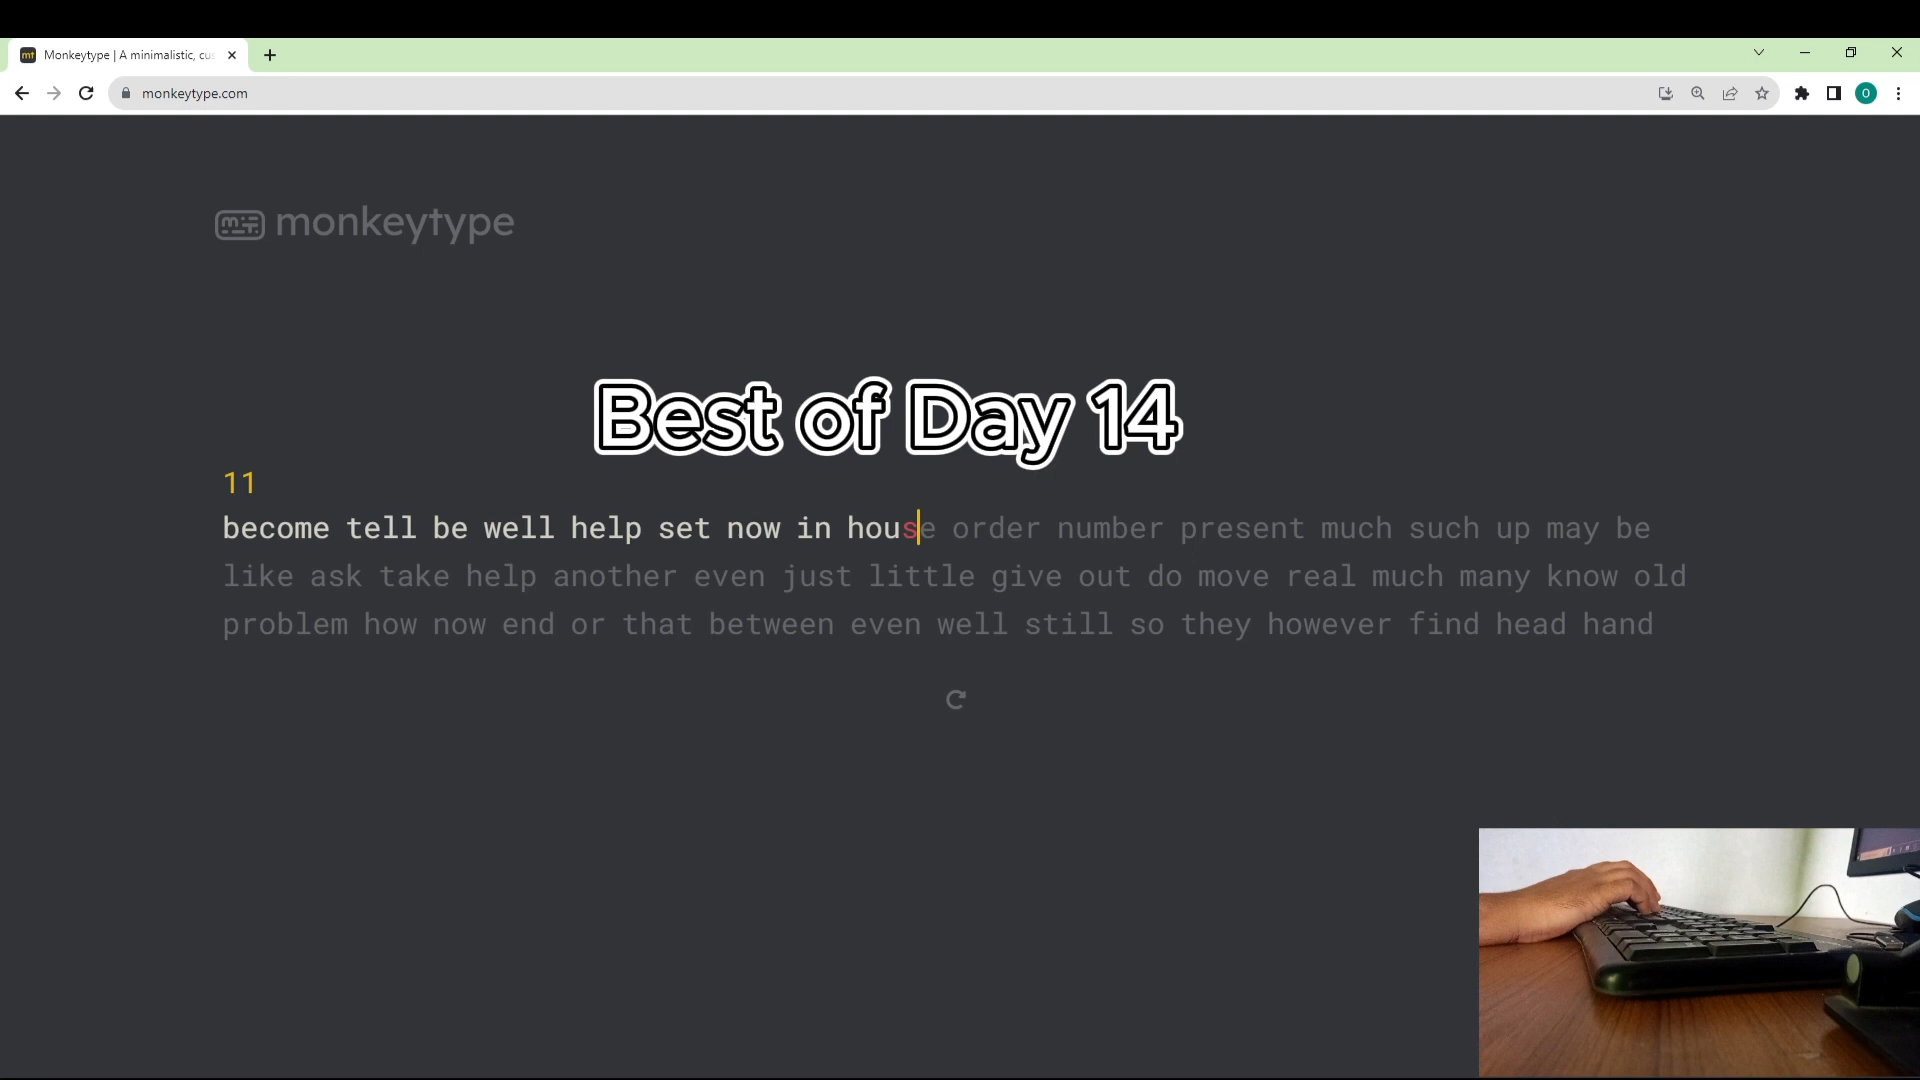 Monkeytype | A minimalistic, cus
monkeytype.com
O
monkeytype
Best of Day 14
11
become tell be well help set now in house order number present much such up may be
like ask take help another even just little give out do move real much many know old
problem how now end or that between even well still so they however find head hand